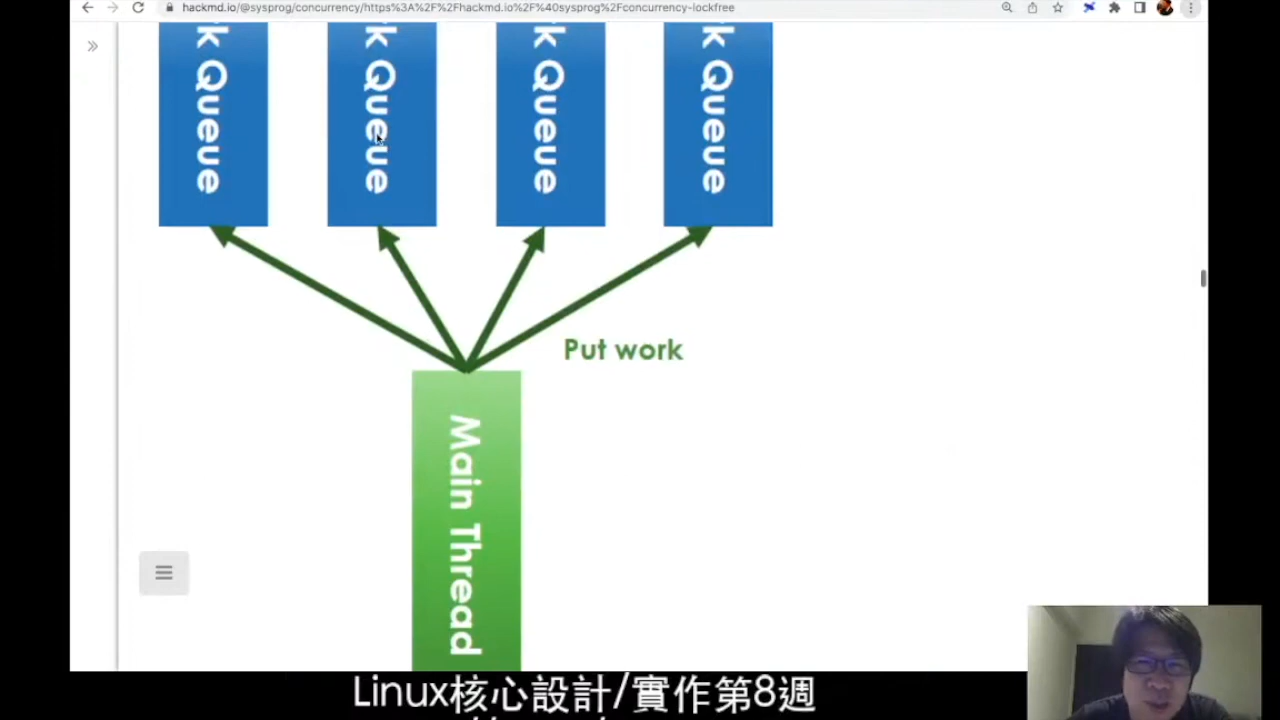 hackmd.io/@sysprog/concurrency/https%3A%2F%2Fhackmd.io%2F%40sysprog%2Fconcurrency-lockfree
k Queue
k Queue
k Queue
k Queue
Put work
Main Thread
Linux核心設計/實作第8週